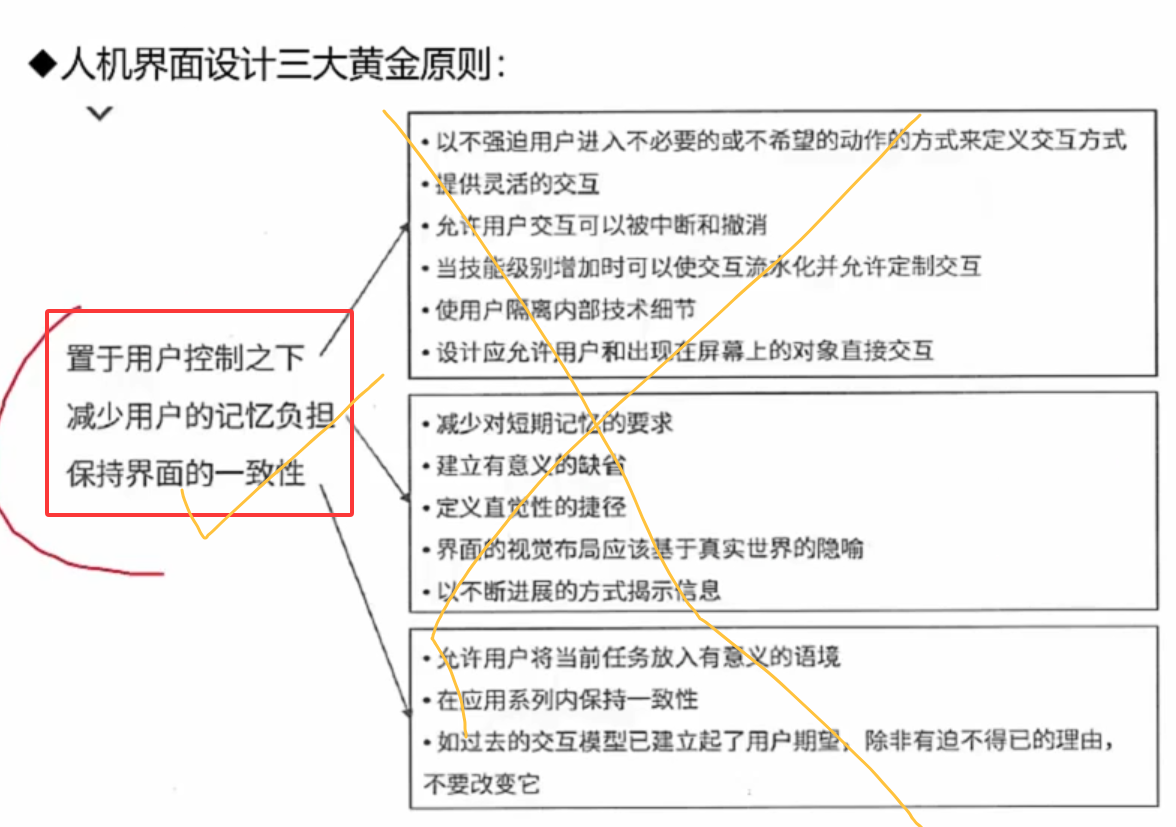 ◆人机界面设计三大黄金原则：
置于用户控制之下
减少用户的记忆负担
保持界面的一致性
• 以不强迫用户进入不必要的或不希望的动作的方式来定义交互方式
• 提供灵活的交互
• 允许用户交互可以被中断和撤消
• 当技能级别增加时可以使交互流水化并允许定制交互
• 使用户隔离内部技术细节
• 设计应允许用户和出现在屏幕上的对象直接交互
• 减少对短期记忆的要求
• 建立有意义的缺省
• 定义直觉性的捷径
• 界面的视觉布局应该基于真实世界的隐喻
• 以不断进展的方式揭示信息
• 允许用户将当前任务放入有意义的语境
• 在应用系列内保持一致性
• 如过去的交互模型已建立起了用户期望，除非有迫不得已的理由，
不要改变它